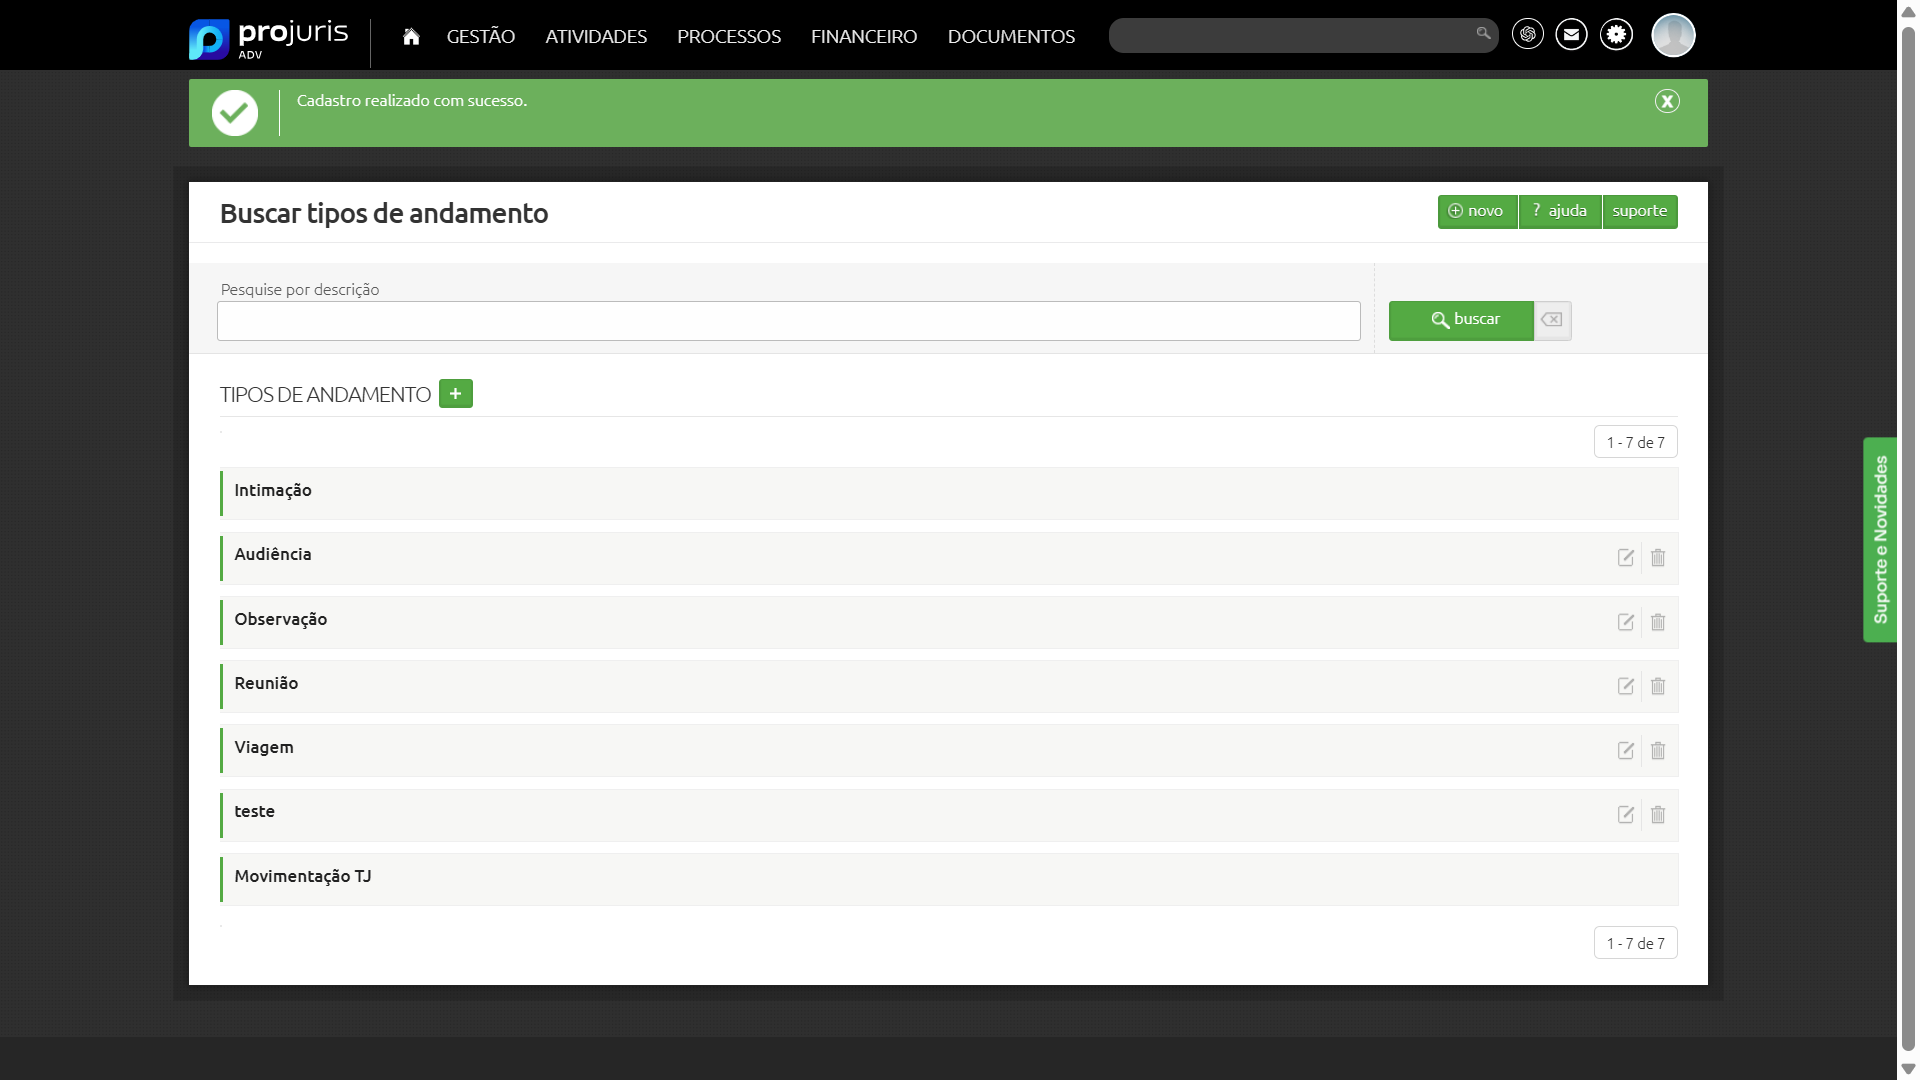 projuris
ADV
GESTÃO
ATIVIDADES
PROCESSOS
FINANCEIRO
DOCUMENTOS
Cadastro realizado com sucesso.
Buscar tipos de andamento
novo
? ajuda
suporte
Pesquise por descrição
buscar
TIPOS DE ANDAMENTO
1 - 7 de 7
Intimação
Audiência
Observação
Reunião
Viagem
teste
Movimentação TJ
1 - 7 de 7
Suporte e Novidades